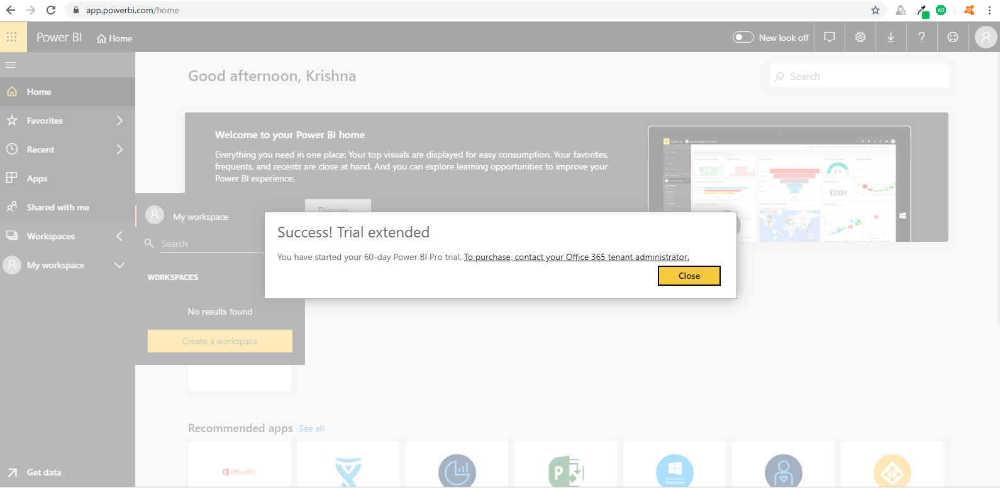 app.powerbi.com/home
AD
Power BI
Home
New look off
?
Home
Favorites
Recent
Apps
Shared with me
Workspaces
My workspace
Get data
Good afternoon, Krishna
Search
Welcome to your Power BI home
Everything you need in one place: Your top visuals are displayed for easy consumption. Your favorites,
frequents, and recents are close at hand. And you can explore learning opportunities to improve your
Power BI experience.
Dismiss
$623K
200
$320M
My workspace
Search
WORKSPACES
No results found
Create a workspace
Success! Trial extended
You have started your 60-day Power BI Pro trial. To purchase, contact your Office 365 tenant administrator.
Close
Recommended apps
See all
Office 365
P
Enterprise